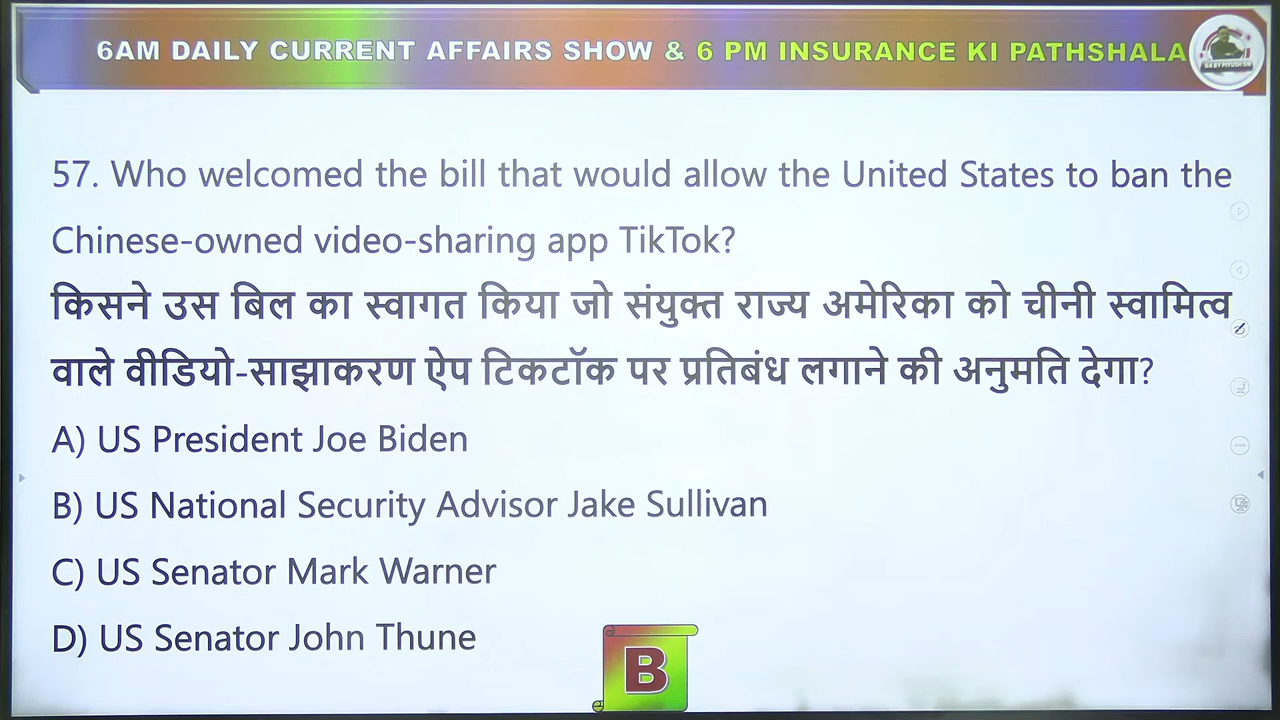 6AM DAILY CURRENT AFFAIRS SHOW & 6 PM INSURANCE KI PATHSHALA
57. Who welcomed the bill that would allow the United States to ban the
Chinese-owned video-sharing app TikTok?
किसने उस बिल का स्वागत किया जो संयुक्त राज्य अमेरिका को चीनी स्वामित्व
वाले वीडियो-साझाकरण ऐप टिकटॉक पर प्रतिबंध लगाने की अनुमति देगा?
A) US President Joe Biden
B) US National Security Advisor Jake Sullivan
C) US Senator Mark Warner
D) US Senator John Thune
B